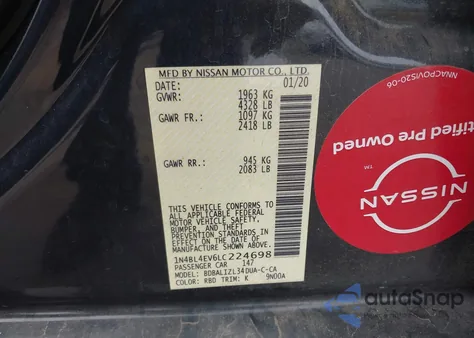 MFD BY NISSAN MOTOR CO., LTD.
DATE: 01/20
GVWR: 1963 KG
4328 LB
GAWR FR: 1097 KG
2418 LB
GAWR RR: 945 KG
2083 LB
THIS VEHICLE CONFORMS TO
ALL APPLICABLE FEDERAL
MOTOR VEHICLE SAFETY,
BUMPER, AND THEFT
PREVENTION STANDARDS IN
EFFECT ON THE DATE OF
MANUFACTURE SHOWN ABOVE.
1N4BL4EV6LC224698
PASSENGER CAR 147
MODEL: BDBALIZL34DUA-C-CA
COLOR: RBD TRIM: K 9N00A
NINACPOVIS20-06
Certified Pre Owned
TM
NISSAN
autoSnap